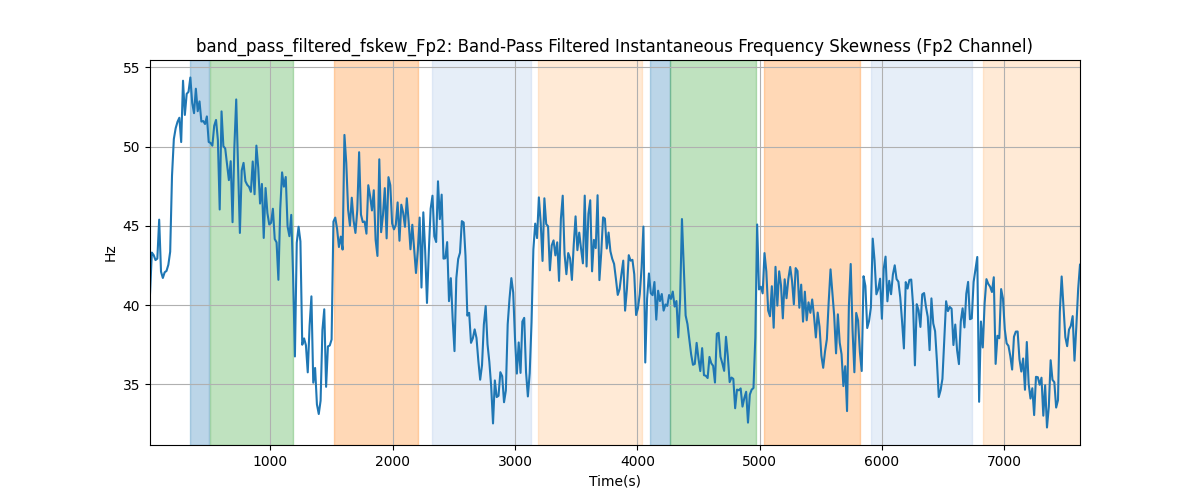 band_pass_filtered_fskew_Fp2: Band-Pass Filtered Instantaneous Frequency Skewness (Fp2 Channel)
55
50
45
40
35
Hz
1000 2000 3000 4000 5000 6000 7000
Time(s)